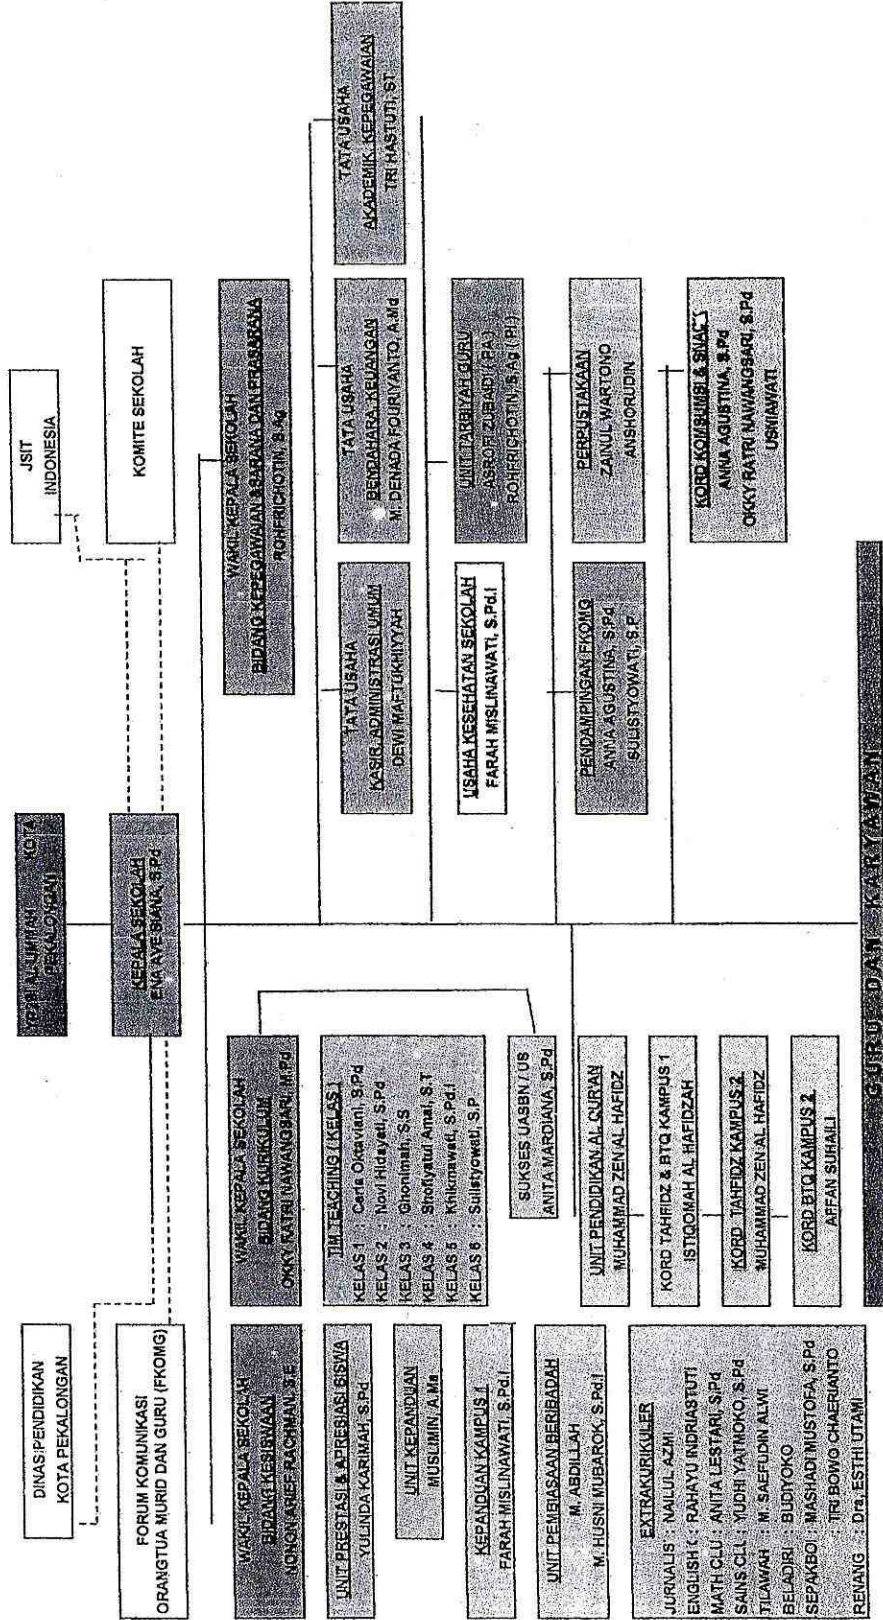 KOTA
PEKALONGAN
KEPALA SEKOLAH
ENA AYE SIANA, S.Pd
DINAS PENDIDIKAN
KOTA PEKALONGAN
JSIT
INDONESIA
FORUM KOMUNIKASI
ORANGTUA MURID DAN GURU (FKOMG)
KOMITE SEKOLAH
WAKIL KEPALA SEKOLAH
BIDANG KESISWAAN
NONON ARIEF RACHMAN, S.E
WAKIL KEPALA SEKOLAH
BIDANG KURIKULUM
OKKY RATRI NAWANGSARI, M.Pd
WAKIL KEPALA SEKOLAH
BIDANG KEPEGAWAIAN & SARANA DAN PRASARANA
ROHFRICHOTIN, S.Ag
UNIT PRESTASI & APRESIASI SISWA
YULINDA KARIMAH, S.Pd
UNIT KEPANDUAN
MUSLIMIN, A.Ma
KEPANDUAN KAMPUS
FARAH MISLINAWATI, S.Pd.I
UNIT PEMBIASAAN BERIBADAH
M. ABDILLAH
M. HUSNI MUBAROK, S.Pd.I
EXTRAKURIKULER
JURNALIS : NAILUL AZMI
ENGLISH C : RAHAYU INDRIASTUTI
MATH CLU : ANITA LESTARI, S.Pd
SAINS CLU : YUDHI YATMOKO, S.Pd
TILAWAH : M. SAEFUDIN ALWI
BELADIRI : BUDIYOKO
SEPAKBOI : MASHADI MUSTOFA, S.Pd
: TRI BOWO CHAERIANTO
RENANG : Dra. ESTHI UTAMI
TIM TEACHING / KELAS
KELAS 1 : Carla Oktaviani, S.Pd
KELAS 2 : Novi Hidayati, S.Pd
KELAS 3 : Ghonimah, S.S
KELAS 4 : Shofiyatul Amal, S.T
KELAS 5 : Khikmawati, S.Pd.I
KELAS 6 : Sulistyowati, S.P
SUKSES UASBN / US
ANITA MARDIANA, S.Pd
UNIT PENDIDIKAN AL QUR'AN
MUHAMMAD ZEN AL HAFIDZ
KORD TAHFIDZ & BTQ KAMPUS 1
ISTIQOMAH AL HAFIDZAH
KORD TAHFIDZ KAMPUS 2
MUHAMMAD ZEN AL HAFIDZ
KORD BTQ KAMPUS 2
AFFAN SUHAILI
TATA USAHA
KASIR, ADMINISTRASI UMUM
DEWI MAFTUKHIYYAH
TATA USAHA
BENDAHARA, KEUANGAN
M. DENADA FOURIYANTO, A.Md
TATA USAHA
AKADEMIK, KEPEGAWAIAN
TRI HASTUTI, ST
USAHA KESEHATAN SEKOLAH
FARAH MISLINAWATI, S.Pd.I
UNIT TARBIYAH GURU
ASROFI ZUBAIDI ( PA )
ROHFRICHOTIN, S.Ag ( PI )
PENDAMPINGAN FKOMG
ANNA AGUSTINA, S.Pd
SULISTYOWATI, S.P
PERPUSTAKAAN
ZAINUL WARTONO
ANSHORUDIN
KORD KOMSUMSI & SNACK
ANNA AGUSTINA, S.Pd
OKKY RATRI NAWANGSARI, S.Pd
USNIAWATI
GURU DAN KARYAWAN